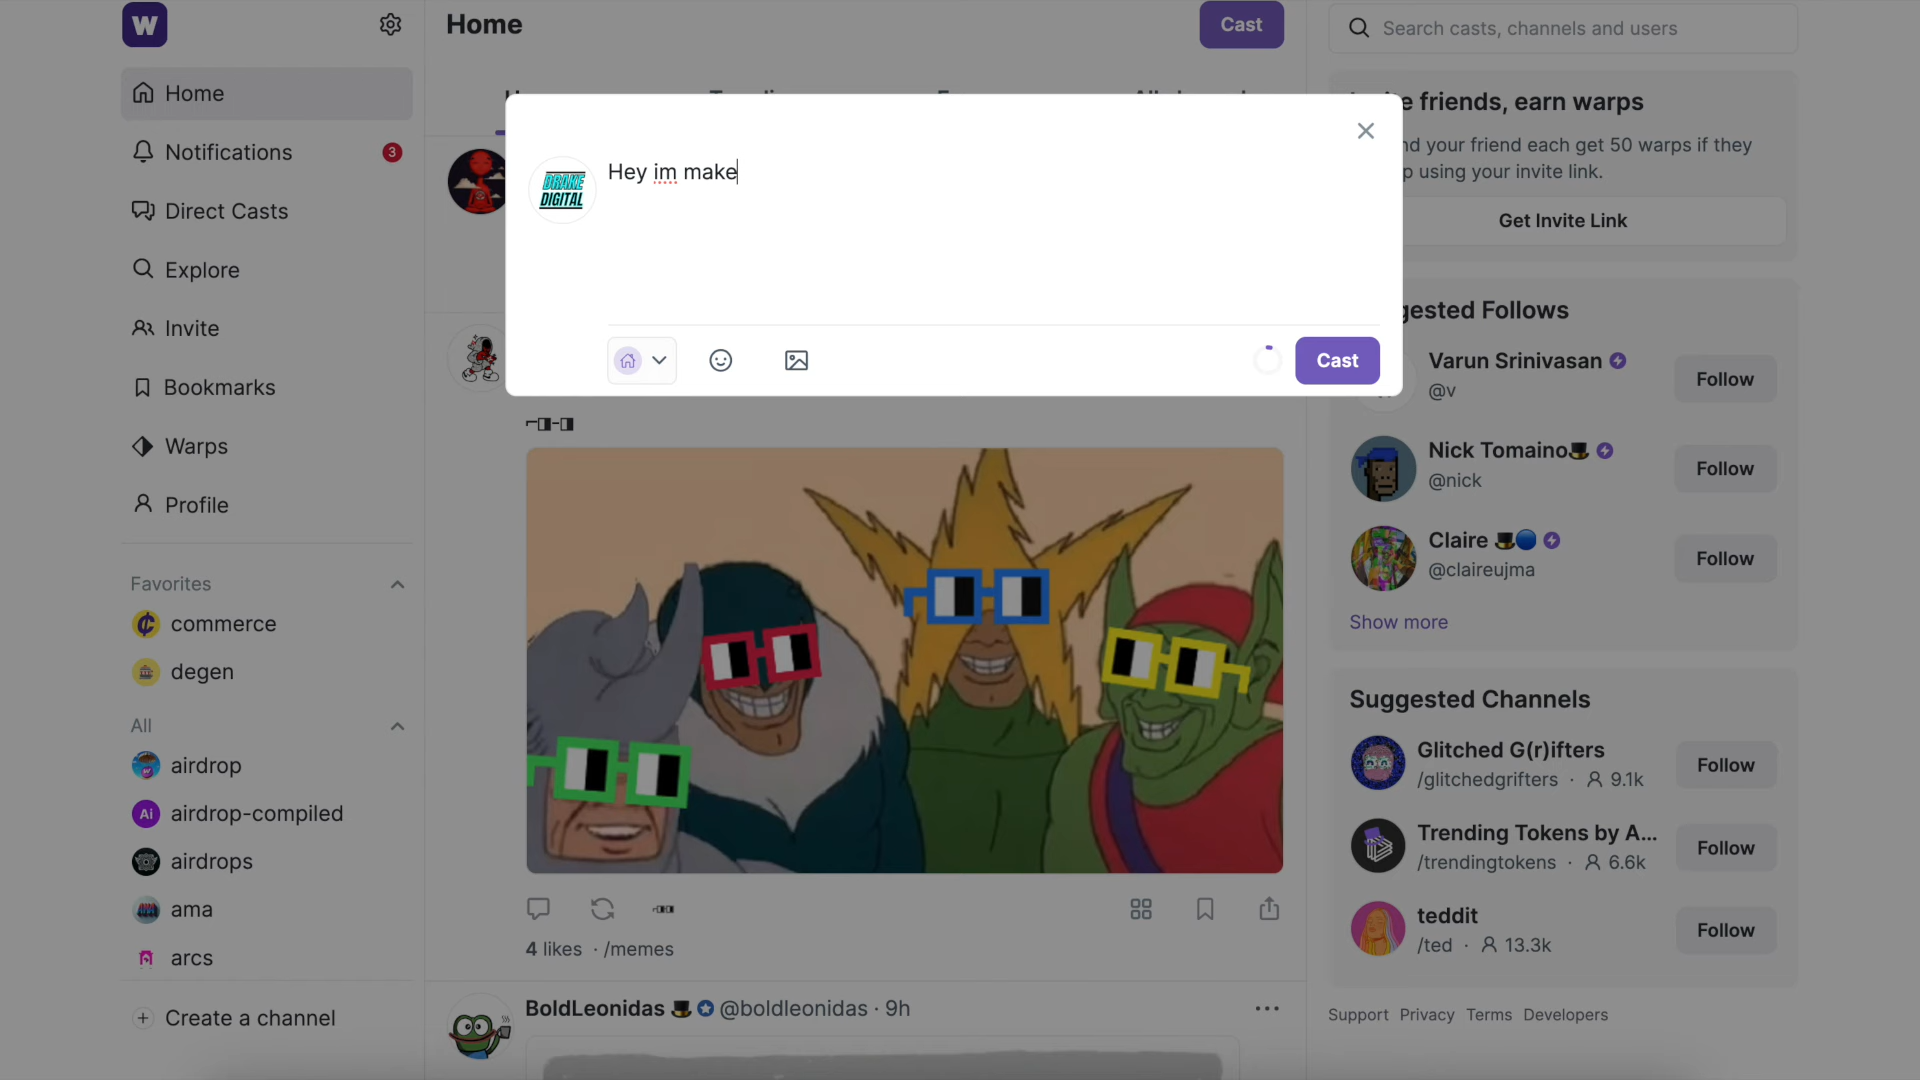 W
Home
Notifications
3
Direct Casts
Explore
Invite
Bookmarks
Warps
Profile
Favorites
commerce
degen
All
airdrop
Ai
airdrop-compiled
airdrops
ama
arcs
Create a channel
Home
Cast
DRAKE
DIGITAL
Hey im make
Cast
4 likes · /memes
BoldLeonidas @boldleonidas · 9h
Search casts, channels and users
friends, earn warps
your friend each get 50 warps if they
using your invite link.
Get Invite Link
Follows
Varun Srinivasan
@v
Follow
Nick Tomaino
@nick
Follow
Claire
@claireujma
Follow
Show more
Suggested Channels
Glitched G(r)ifters
/glitchedgrifters · 9.1k
Follow
Trending Tokens by A...
/trendingtokens · 6.6k
Follow
teddit
/ted · 13.3k
Follow
Support Privacy Terms Developers